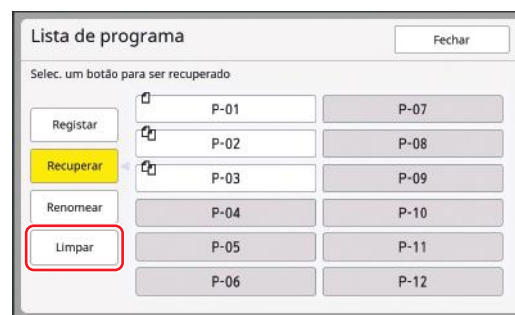 Lista de programa
Fechar
Selec. um botão para ser recuperado
Registar
Recuperar
Renomear
Limpar
P-01
P-02
P-03
P-04
P-05
P-06
P-07
P-08
P-09
P-10
P-11
P-12